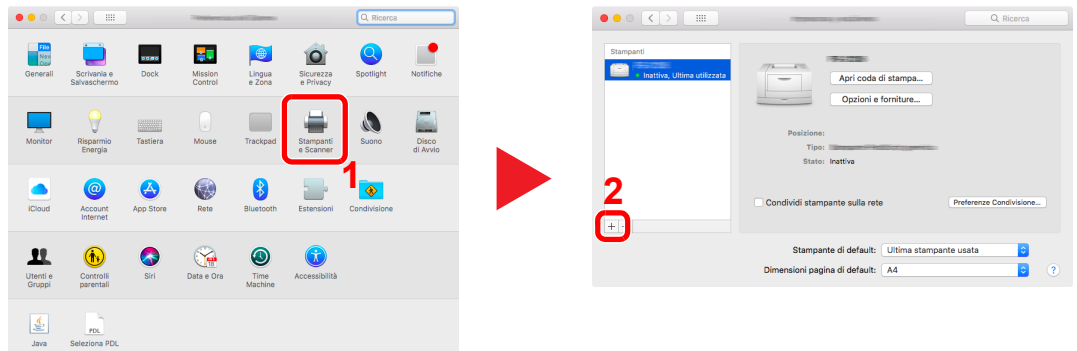 Ricerca
File
New
Generali
Scrivania e
Salvaschermo
Dock
Mission
Control
Lingua
e Zona
Sicurezza
e Privacy
Spotlight
Notifiche
Monitor
Risparmio
Energia
Tastiera
Mouse
Trackpad
Stampanti
e Scanner
Suono
Disco
di Avvio
1
iCloud
Account
Internet
App Store
Rete
Bluetooth
Estensioni
Condivisione
Utenti e
Gruppi
Controlli
parentali
Siri
Data e Ora
Time
Machine
Accessibilità
PDL
Java
Seleziona PDL
Ricerca
Stampanti
Inattiva, Ultima utilizzata
Apri coda di stampa...
Opzioni e forniture...
Posizione:
Tipo:
Stato: Inattiva
2
Condividi stampante sulla rete
Preferenze Condivisione...
+ -
Stampante di default: Ultima stampante usata
Dimensioni pagina di default: A4
?